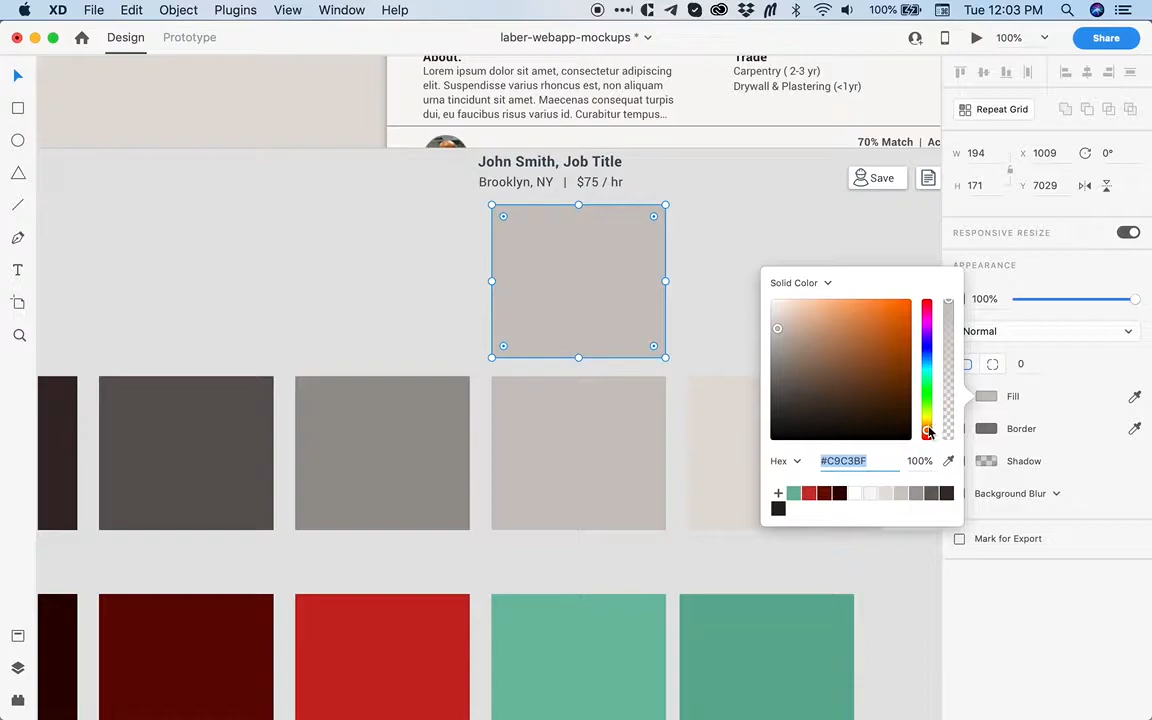 XD File Edit Object Plugins View Window Help 100% Tue 12:03 PM
Design Prototype laber-webapp-mockups * 100% Share
About:
Lorem ipsum dolor sit amet, consectetur adipiscing
elit. Suspendisse varius rhoncus est, non aliquam
urna tincidunt sit amet. Maecenas consequat turpis
dui, eu faucibus risus varius id. Curabitur tempus...
Trade
Carpentry ( 2-3 yr)
Drywall & Plastering (<1yr)
70% Match | Ac
John Smith, Job Title
Brooklyn, NY | $75 / hr
Save
Repeat Grid
W 194 X 1009 0°
H 171 Y 7029
RESPONSIVE RESIZE
APPEARANCE
100%
Normal
0
Fill
Border
Shadow
Background Blur
Mark for Export
Solid Color
Hex #C9C3BF 100%